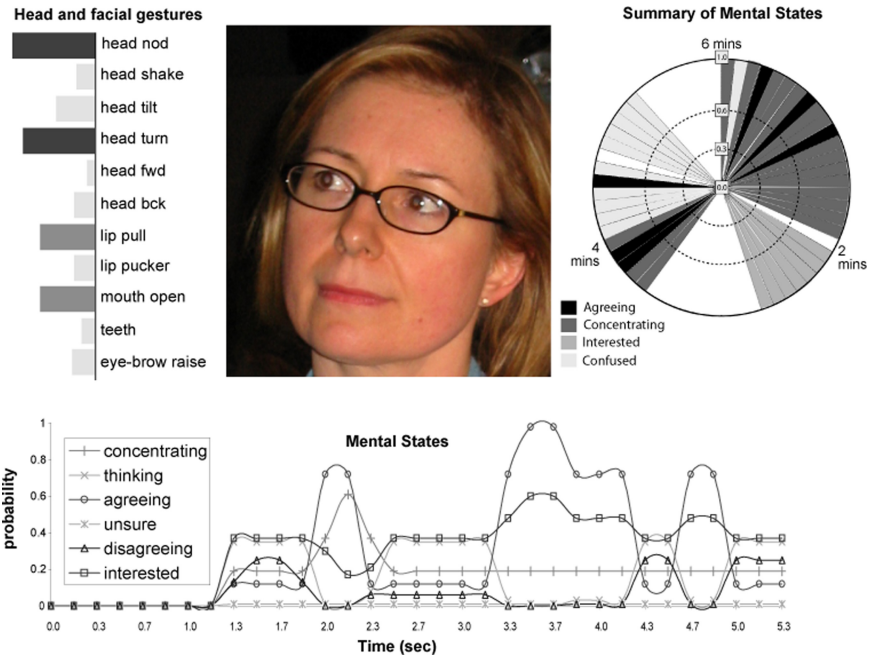 Head and facial gestures
head nod
head shake
head tilt
head turn
head fwd
head bck
lip pull
lip pucker
mouth open
teeth
eye-brow raise
Summary of Mental States
6 mins
1.0
0.6
0.3
0.0
2
mins
4
mins
Agreeing
Concentrating
Interested
Confused
Mental States
probability
1
0.8
0.6
0.4
0.2
0
concentrating
thinking
agreeing
unsure
disagreeing
interested
0.0 0.3 0.7 1.0 1.3 1.7 2.0 2.3 2.7 3.0 3.3 3.7 4.0 4.3 4.7 5.0 5.3
Time (sec)